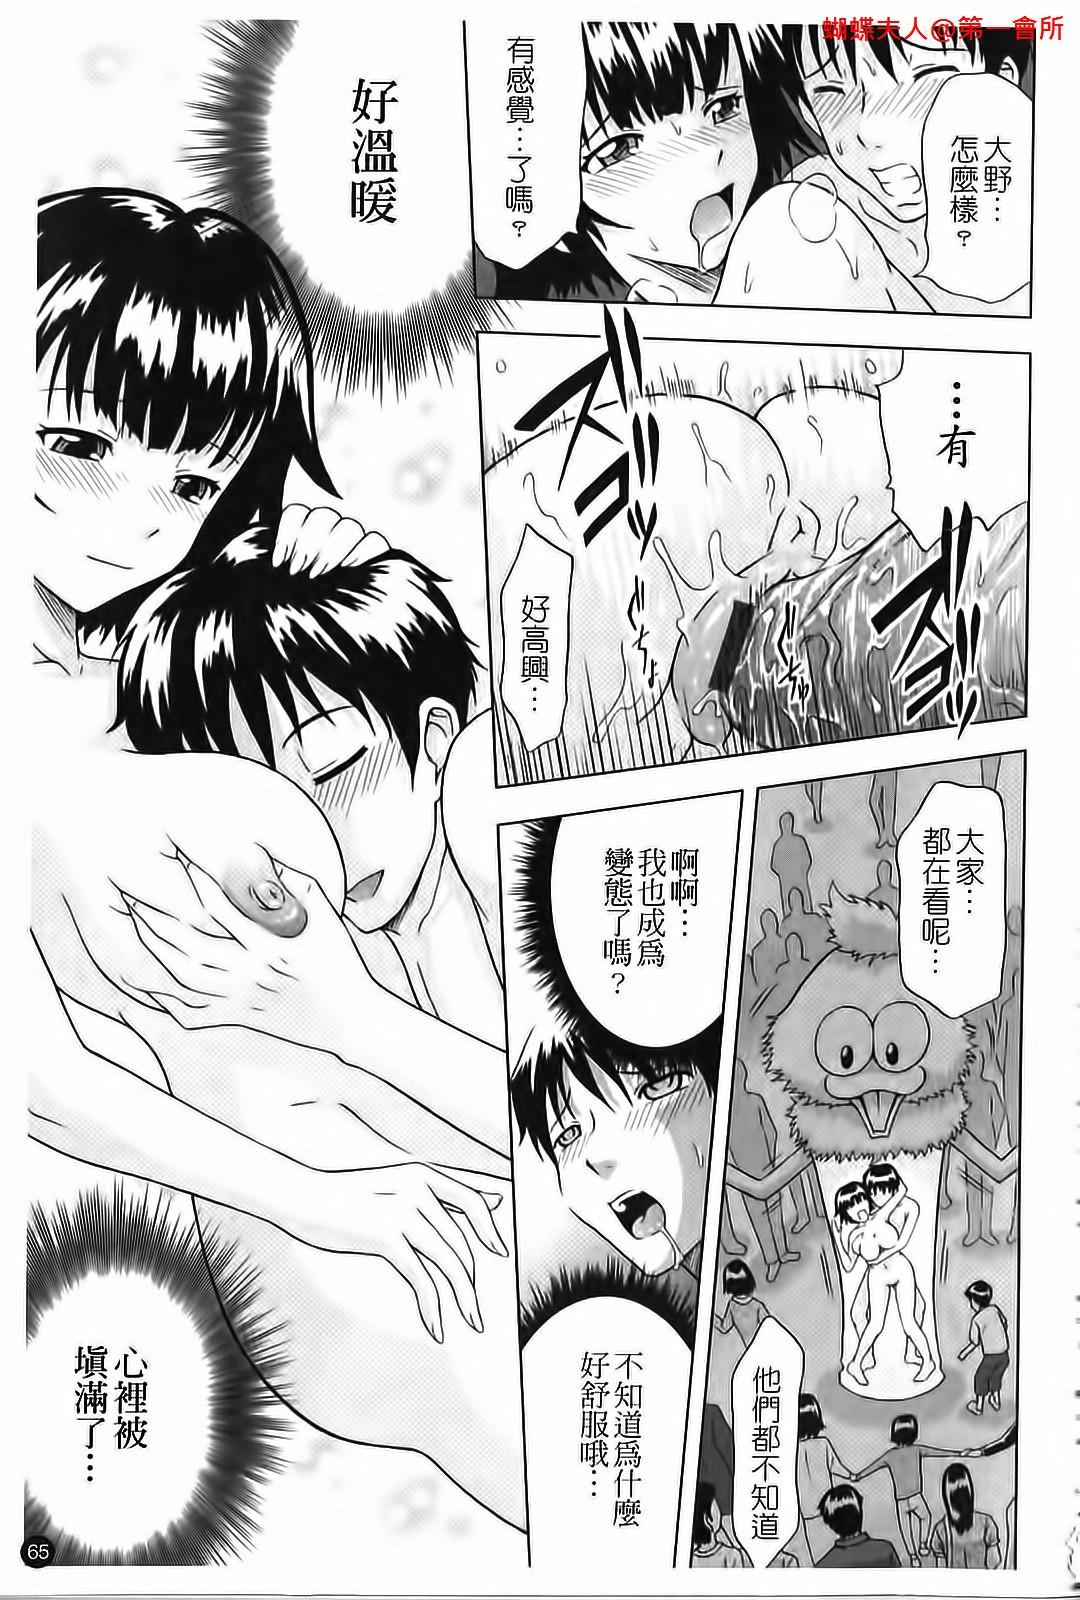 蝴蝶夫人@第一會所
大野…
怎麼樣？
有感覺…了嗎？
…有
好高興…
大家…
都在看呢…
他們都不知道
啊啊…
我也成為
變態了嗎？
不知道為什麼
好舒服哦…
好溫暖
心裡被
填滿了…
65